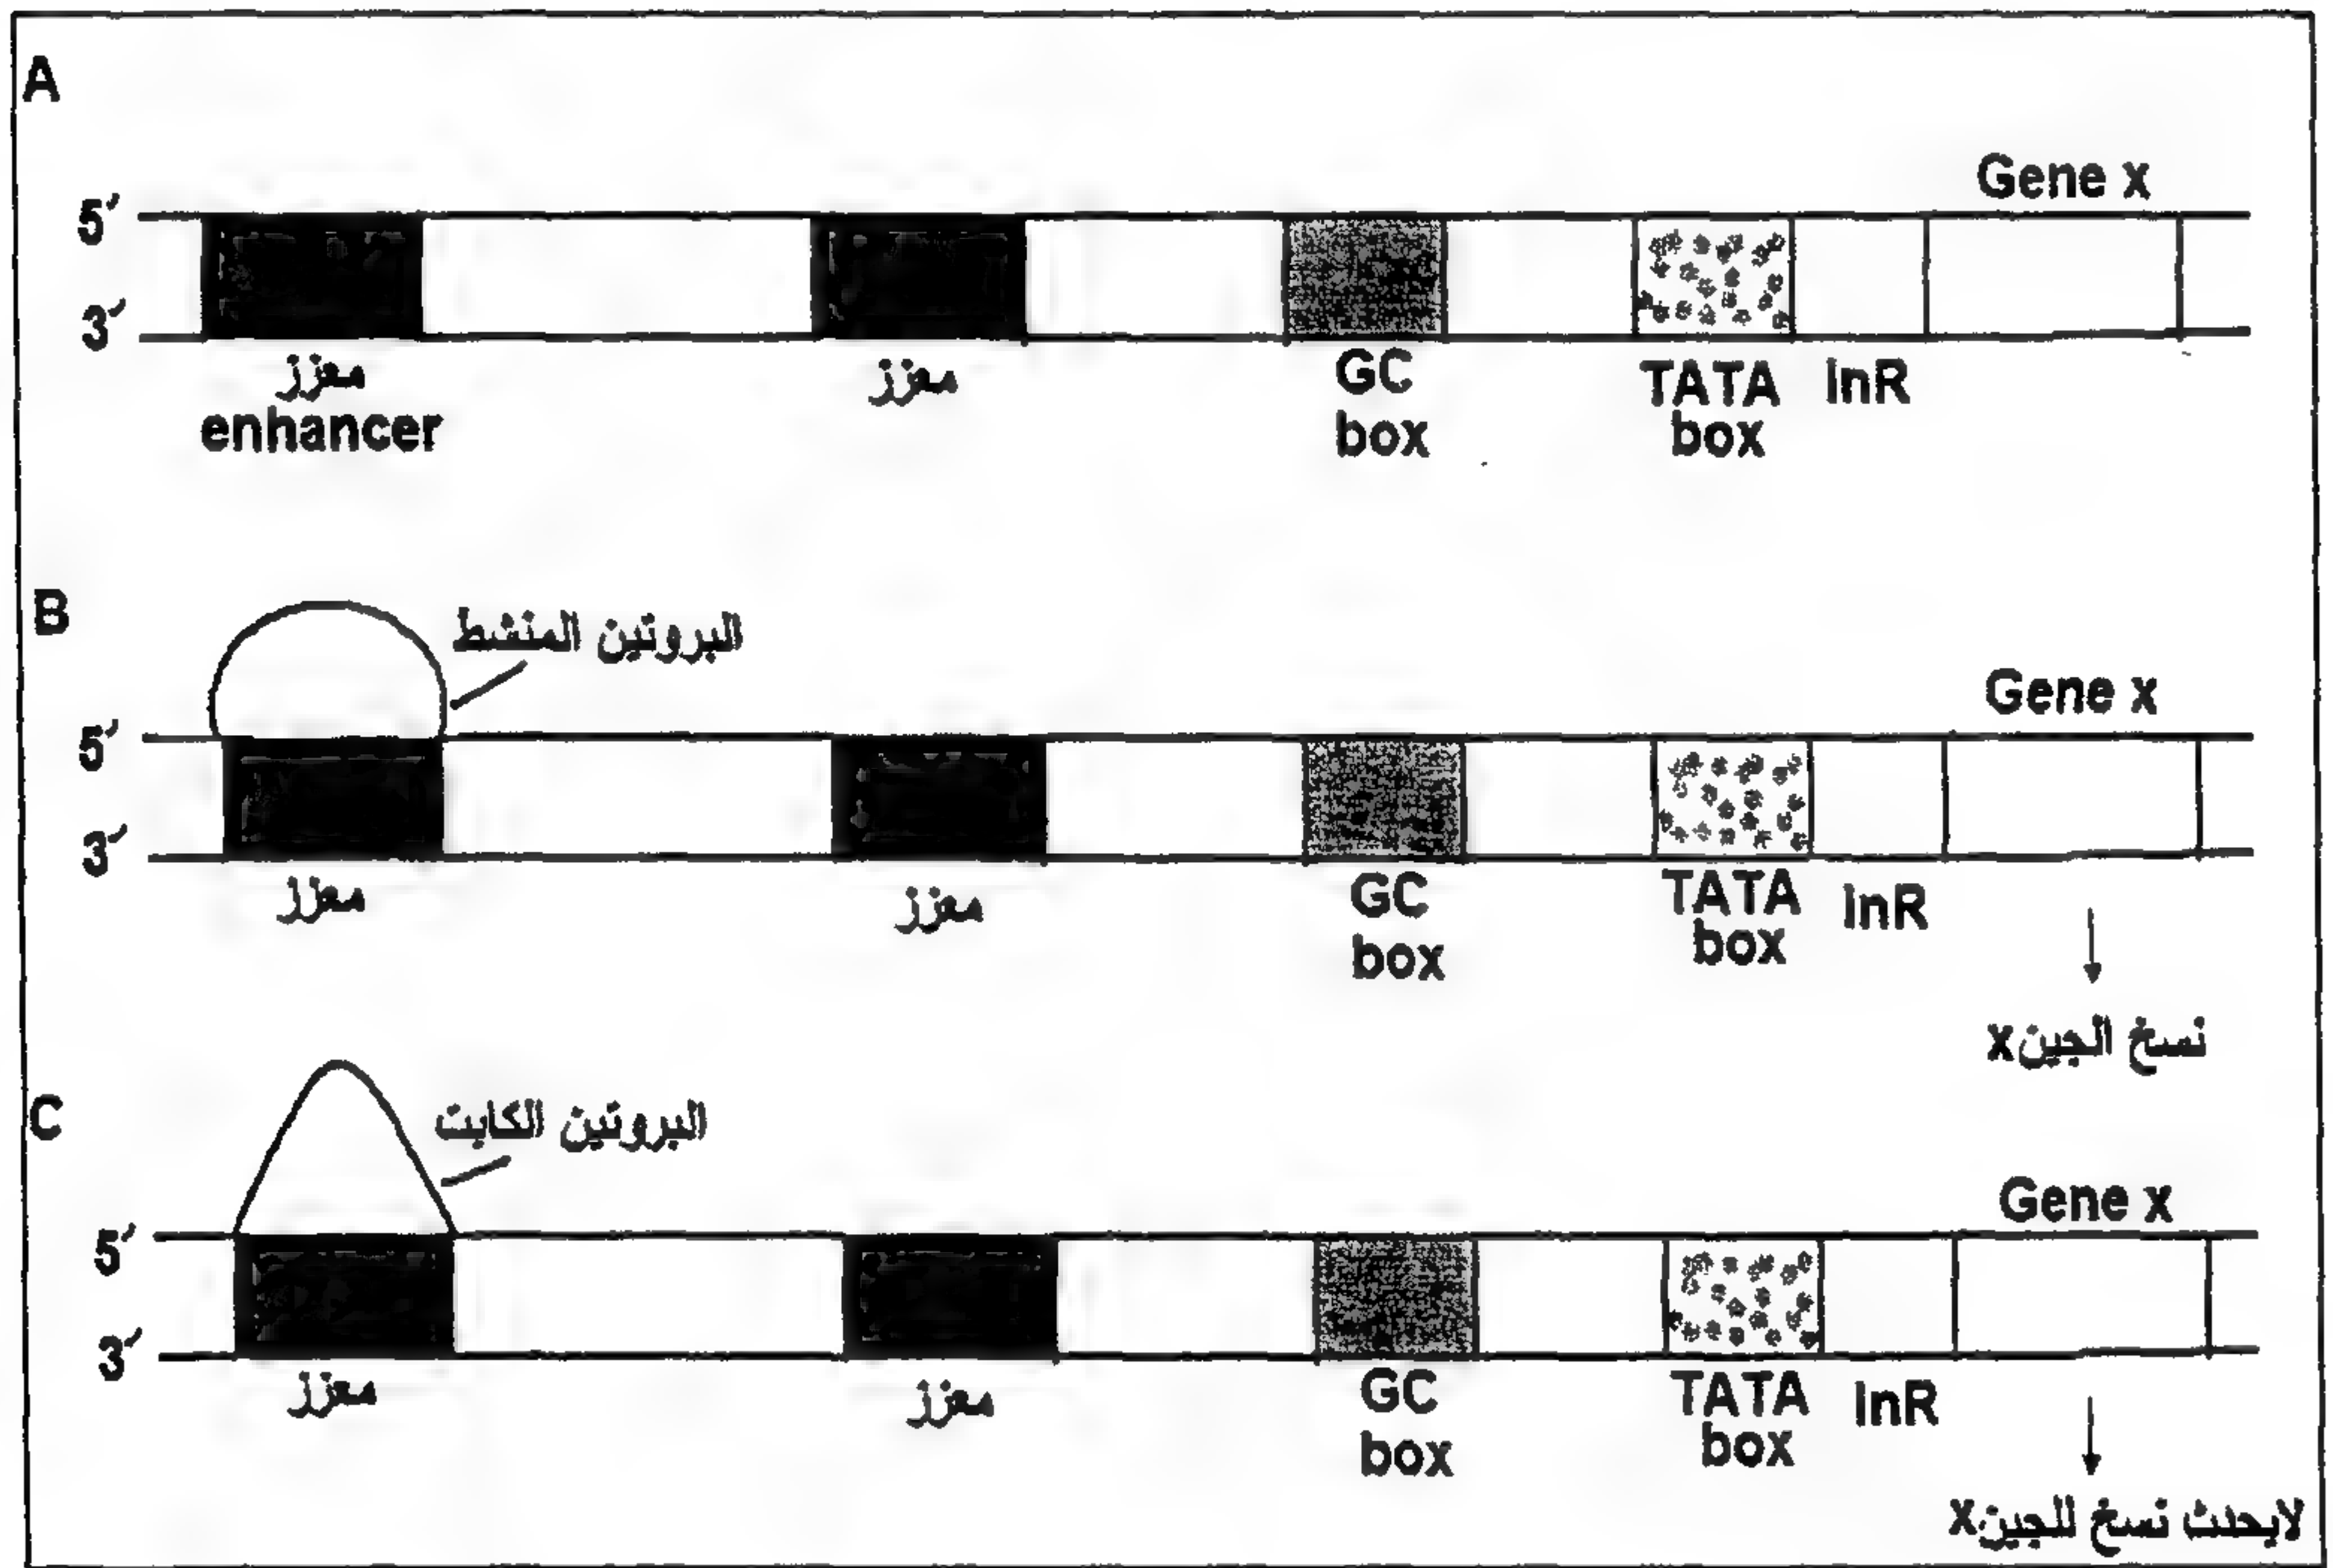 A
Gene x
5´
3´
معزز
enhancer
معزز
GC
box
TATA
box
InR
B
البروتين المنشط
Gene x
5´
3´
معزز
معزز
GC
box
TATA
box
InR
نسخ الجينx
C
البروتين الكابت
Gene x
5´
3´
معزز
معزز
GC
box
TATA
box
InR
لايحدث نسخ للجينx